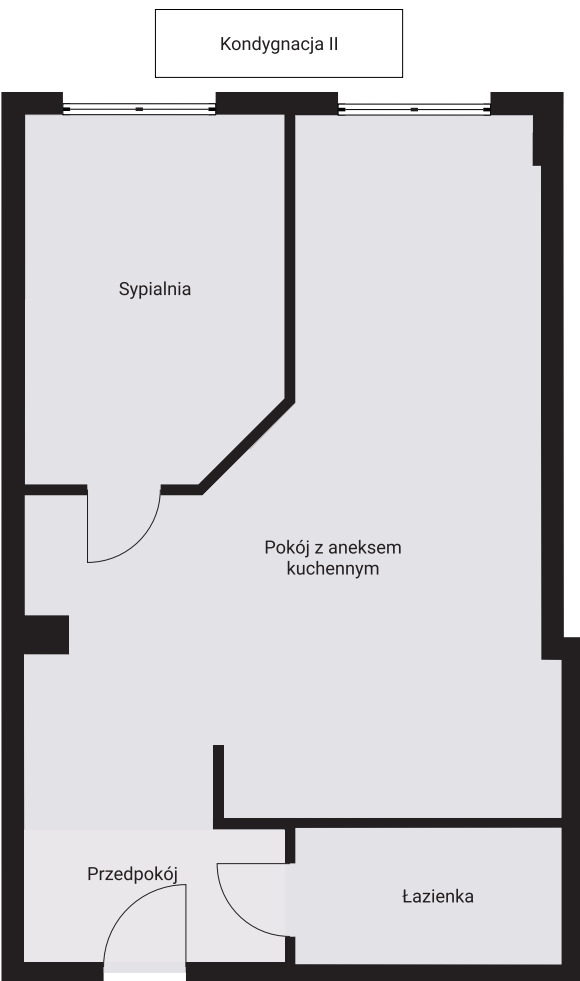 Kondygnacja II
Sypialnia
Pokój z aneksem
kuchennym
Przedpokój
Łazienka